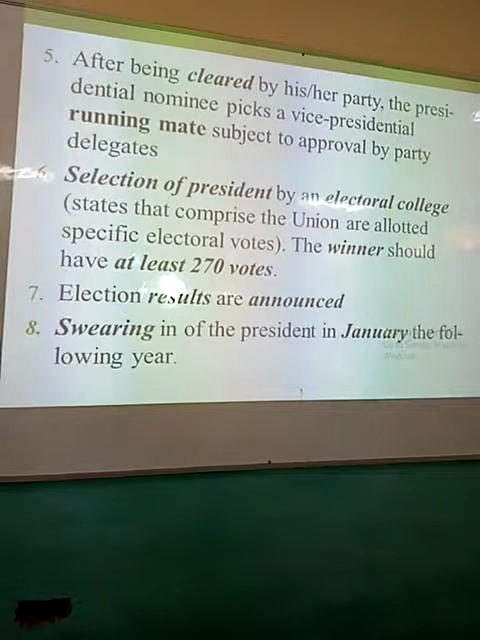 5. After being cleared by his/her party, the presi-
dential nominee picks a vice-presidential
running mate subject to approval by party
delegates
6. Selection of president by an electoral college
(states that comprise the Union are allotted
specific electoral votes). The winner should
have at least 270 votes.
7. Election results are announced
8. Swearing in of the president in January the fol-
lowing year.